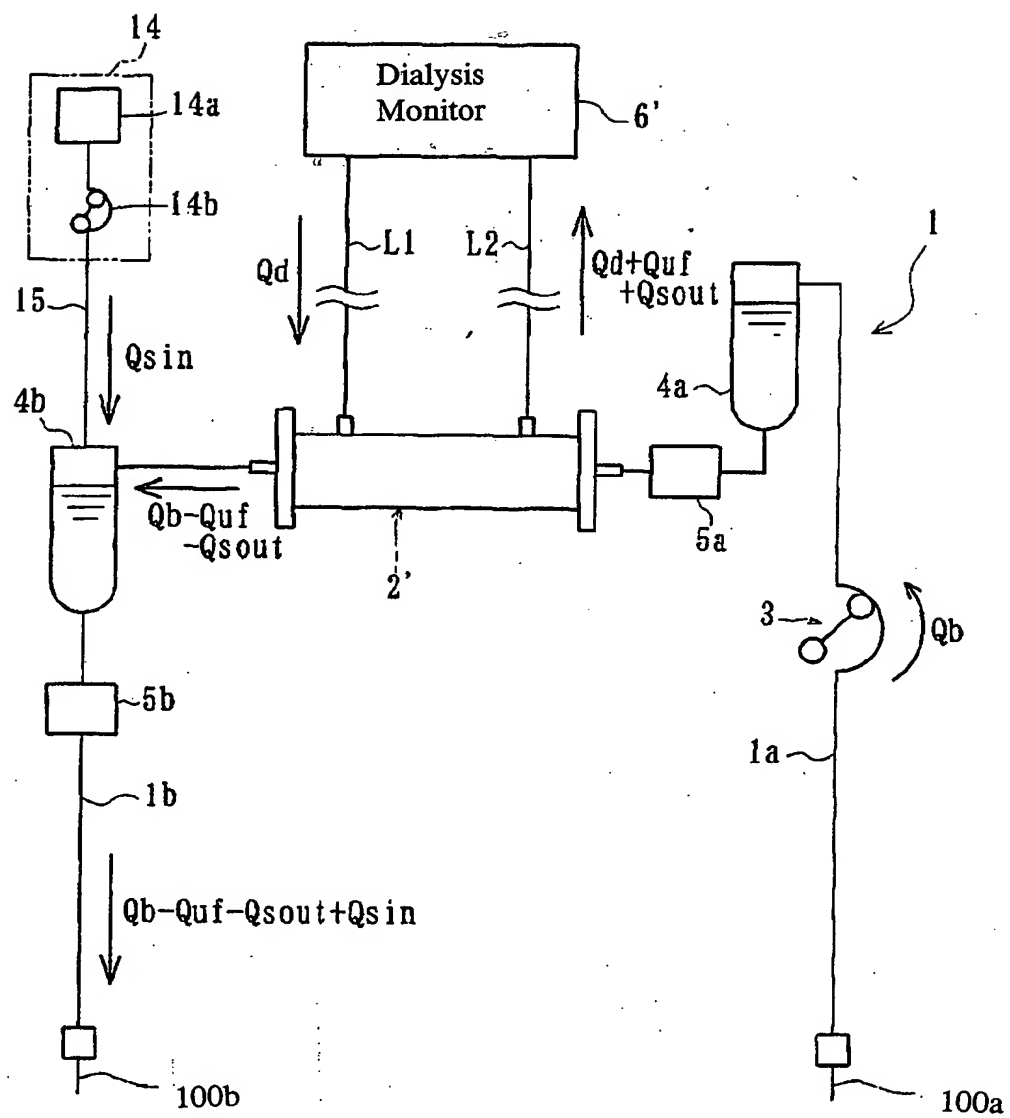 14
14a
14b
15
Qsin
4b
Dialysis
Monitor
6'
L1
L2
Qd
Qd+Quf
+Qsout
1
4a
5a
Qb-Quf
-Qsout
2'
3
Qb
5b
1a
1b
Qb-Quf-Qsout+Qsin
100b
100a